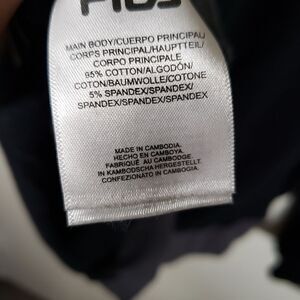 MAIN BODY/CUERPO PRINCIPAL/
CORPS PRINCIPAL/HAUPTTEIL/
CORPO PRINCIPALE
95% COTTON/ALGODÓN/
COTON/BAUMWOLLE/COTONE
5% SPANDEX/SPANDEX/
SPANDEX/SPANDEX/SPANDEX
MADE IN CAMBODIA.
HECHO EN CAMBOYA.
FABRIQUÉ AU CAMBODGE.
IN KAMBODSCHA HERGESTELLT.
CONFEZIONATO IN CAMBOGIA.